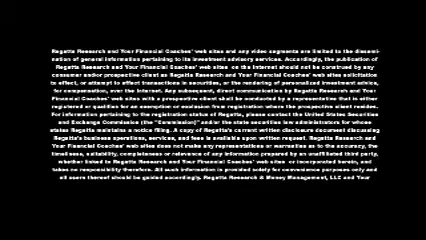 Regatta Research and Your Financial Coaches' web sites and any video segments are limited to the dissemi-
nation of general information pertaining to its investment advisory services. Accordingly, the publication of
Regatta Research and Your Financial Coaches' web sites on the Internet should not be construed by any
consumer and/or prospective client as Regatta Research and Your Financial Coaches' web sites solicitation
to effect, or attempt to effect transactions in securities, or the rendering of personalized investment advice,
for compensation, over the Internet. Any subsequent, direct communication by Regatta Research and Your
Financial Coaches' web sites with a prospective client shall be conducted by a representative that is either
registered or qualifies for an exemption or exclusion from registration where the prospective client resides.
For information pertaining to the registration status of Regatta, please contact the United States Securities
and Exchange Commission (the "Commission)" and/or the state securities law administrators for whose
states Regatta maintains a notice filing. A copy of Regatta's current written disclosure document discussing
Regatta's business operations, services, and fees is available upon written request. Regatta Research and
Your Financial Coaches' web sites does not make any representations or warranties as to the accuracy, the
timeliness, suitability, completeness or relevance of any information prepared by an unaffiliated third party,
whether linked to Regatta Research and Your Financial Coaches' web sites or incorporated herein, and
takes no responsibility therefore. All such information is provided solely for convenience purposes only and
all users thereof should be guided accordingly. Regatta Research & Money Management, LLC and Your